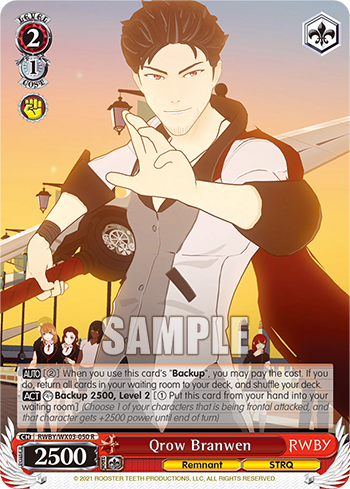 LEVEL
2
1
COST
SAMPLE
AUTO [②] When you use this card's "Backup", you may pay the cost. If you
do, return all cards in your waiting room to your deck, and shuffle your deck.
ACT Backup 2500, Level 2 [① Put this card from your hand into your
waiting room] (Choose 1 of your characters that is being frontal attacked, and
that character gets +2500 power until end of turn)
CH RWBY/WX03-050 R
POWER 2500 SOUL Qrow Branwen RWBY
Remnant STRQ
© 2021 ROOSTER TEETH PRODUCTIONS, LLC, ALL RIGHTS RESERVED.